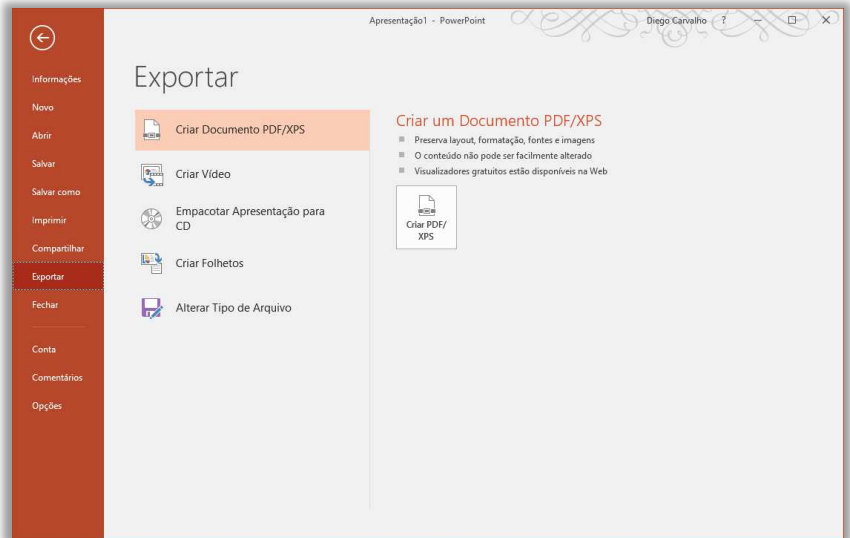 Apresentação1 - PowerPoint
Diego Carvalho
?
Informações
Novo
Abrir
Salvar
Salvar como
Imprimir
Compartilhar
Exportar
Fechar
Conta
Comentários
Opções
Exportar
Criar Documento PDF/XPS
Criar Vídeo
Empacotar Apresentação para
CD
Criar Folhetos
Alterar Tipo de Arquivo
Criar um Documento PDF/XPS
Preserva layout, formatação, fontes e imagens
O conteúdo não pode ser facilmente alterado
Visualizadores gratuitos estão disponíveis na Web
Criar PDF/
XPS